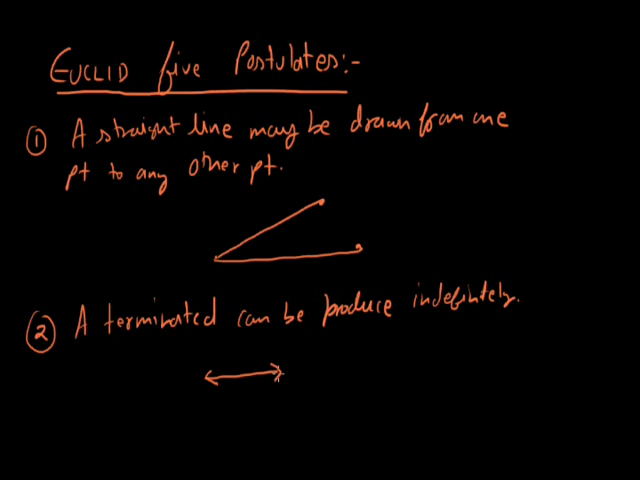 EUCLID five Postulates:-
① A straight line may be drawn from one
pt to any other pt.
② A terminated can be produce indefintely.